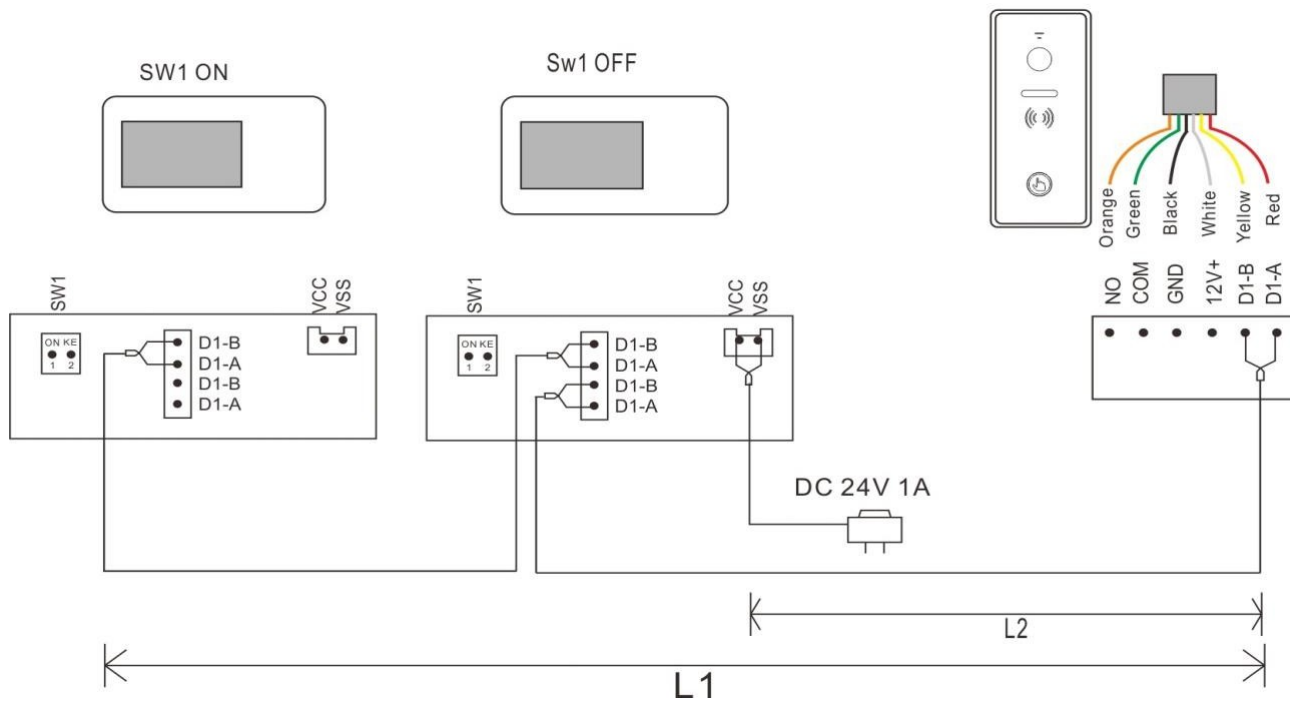 SW1 ON
Sw1 OFF
Orange
Green
Black
White
Yellow
Red
SW1
VCC
VSS
SW1
VCC
VSS
NO
COM
GND
12V+
D1-B
D1-A
ON KE
1 2
D1-B
D1-A
D1-B
D1-A
ON KE
1 2
D1-B
D1-A
D1-B
D1-A
DC 24V 1A
L2
L1